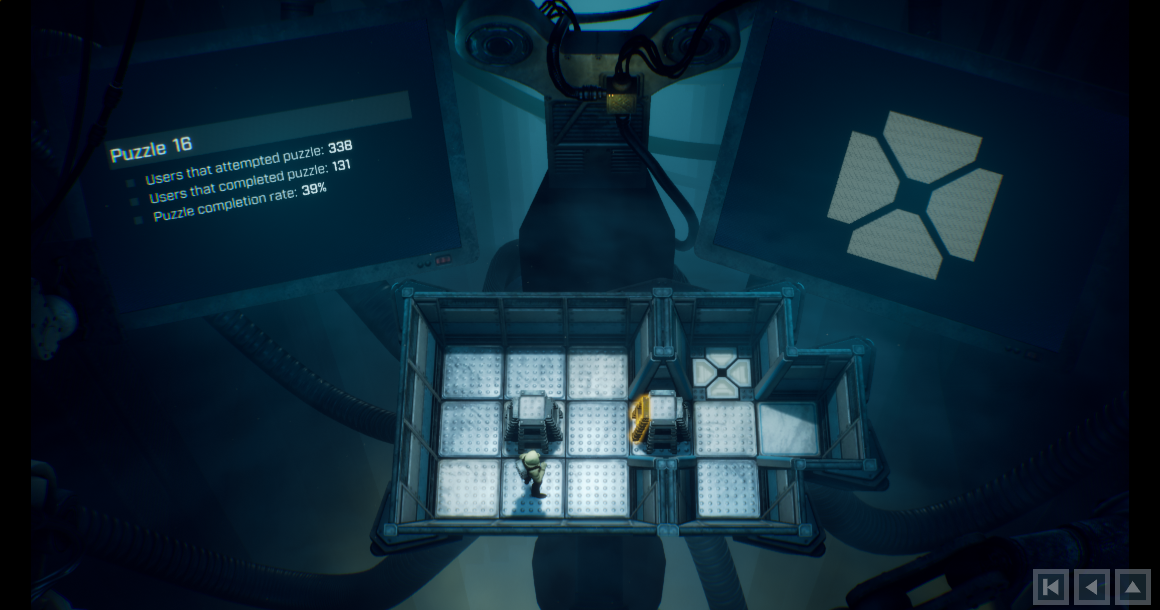 Puzzle 16
Users that attempted puzzle: 338
Users that completed puzzle: 131
Puzzle completion rate: 39%